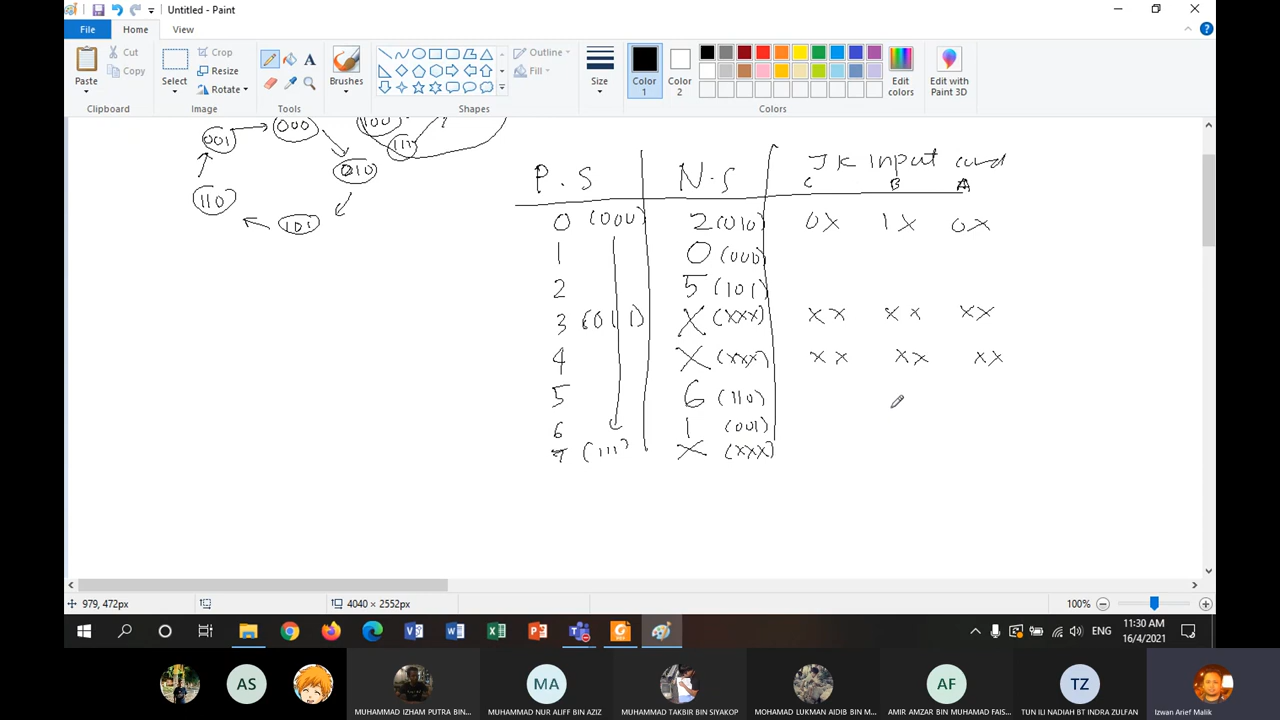 Untitled - Paint
File
Home
View
Cut
Crop
Outline
Copy
Resize
Fill
Paste
Select
Rotate
Brushes
Size
Color 1
Color 2
Edit colors
Edit with Paint 3D
Clipboard
Image
Tools
Shapes
Colors
001
000
100
111
010
110
101
P.S N.S JK Input and
C B A
0 (000) 2 (010) 0X 1X 0X
1 0 (000)
2 5 (101)
3 (011) X (XXX) XX XX XX
4 X (XXX) XX XX XX
5 6 (110)
6 1 (001)
7 (111) X (XXX)
979, 472px
4040 × 2552px
100%
ENG
11:30 AM
16/4/2021
AS
MA
AF
TZ
MUHAMMAD IZHAM PUTRA BIN...
MUHAMMAD NUR ALIFF BIN AZIZ
MUHAMMAD TAKBIR BIN SIYAKOP
MOHAMAD LUKMAN AIDIB BIN M...
AMIR AMZAR BIN MUHAMAD FAIS...
TUN ILI NADIAH BT INDRA ZULFAN
Izwan Arief Malik